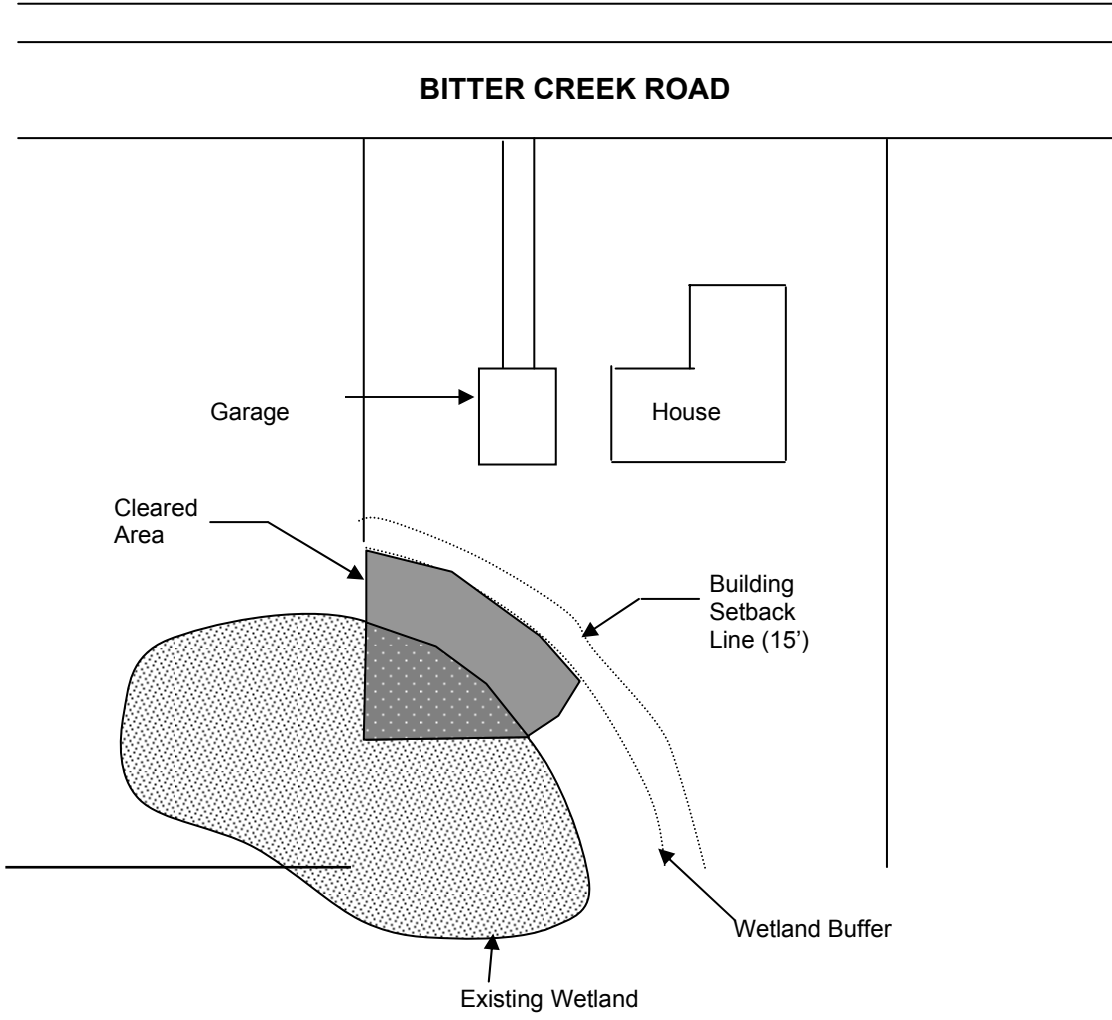 BITTER CREEK ROAD
Garage
House
Cleared
Area
Building
Setback
Line (15’)
Wetland Buffer
Existing Wetland